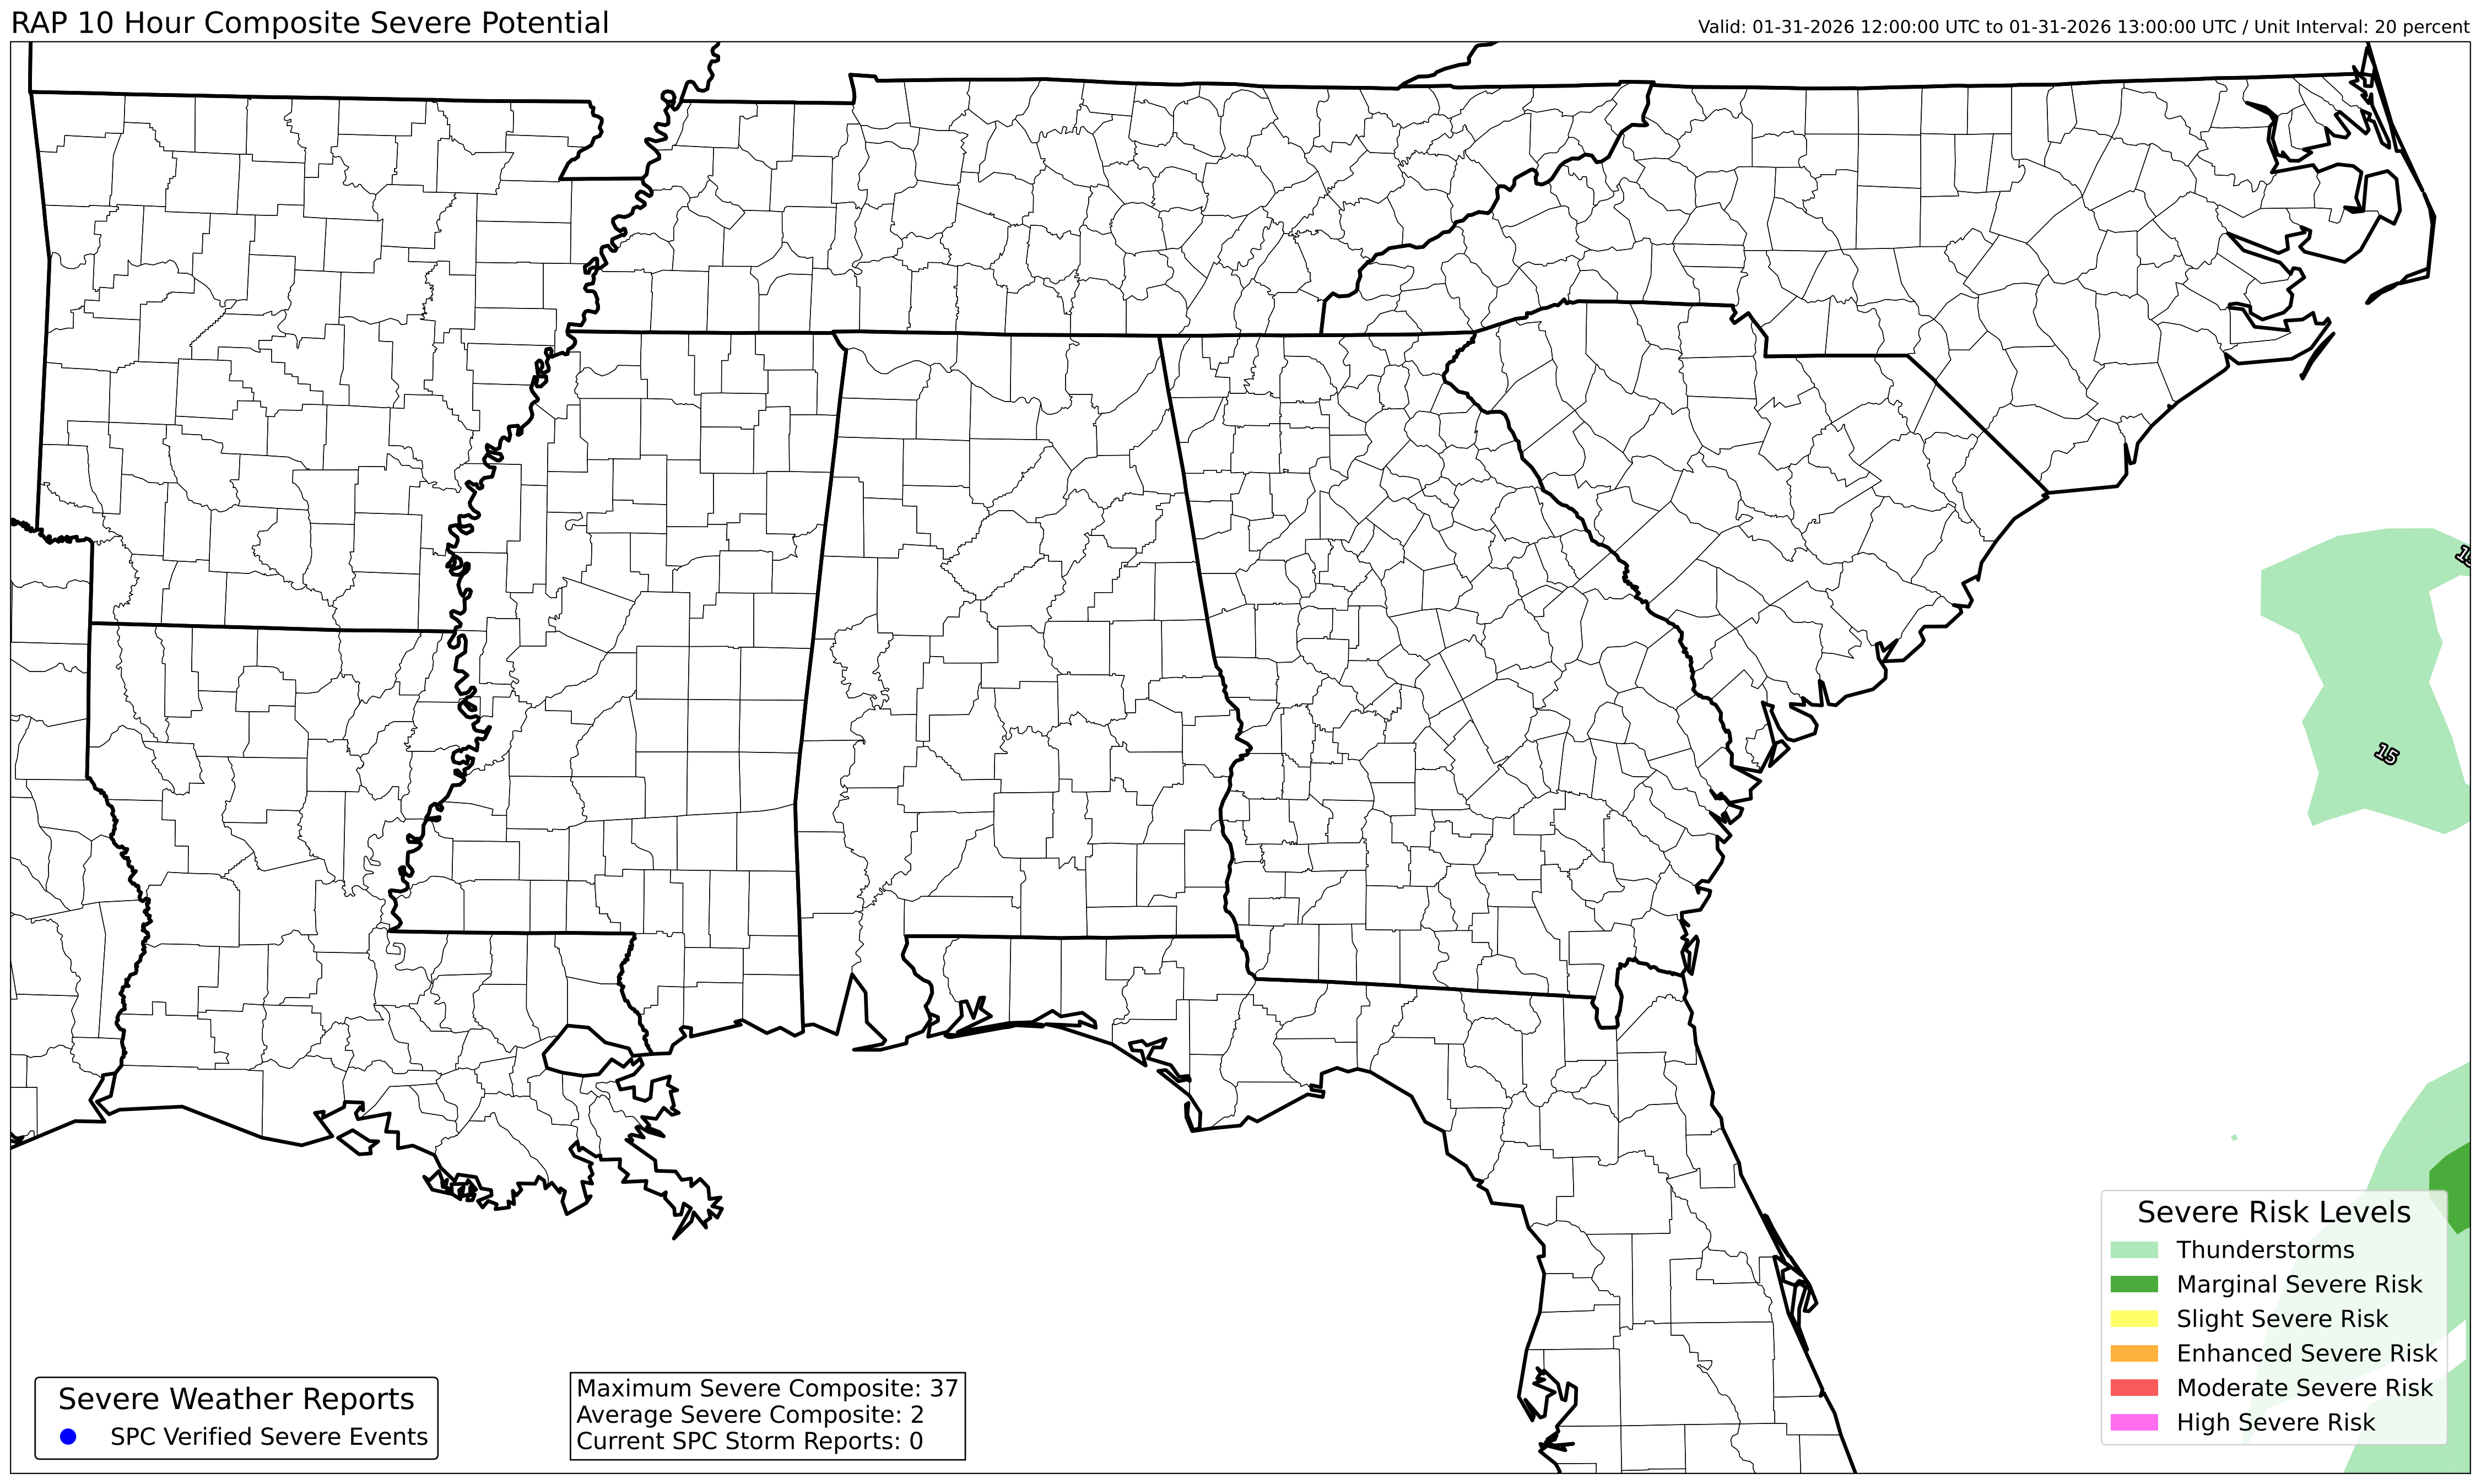 RAP 10 Hour Composite Severe Potential
Valid: 01-31-2026 12:00:00 UTC to 01-31-2026 13:00:00 UTC / Unit Interval: 20 percent
15
Severe Risk Levels
Thunderstorms
Marginal Severe Risk
Slight Severe Risk
Enhanced Severe Risk
Moderate Severe Risk
High Severe Risk
Severe Weather Reports
SPC Verified Severe Events
Maximum Severe Composite: 37
Average Severe Composite: 2
Current SPC Storm Reports: 0